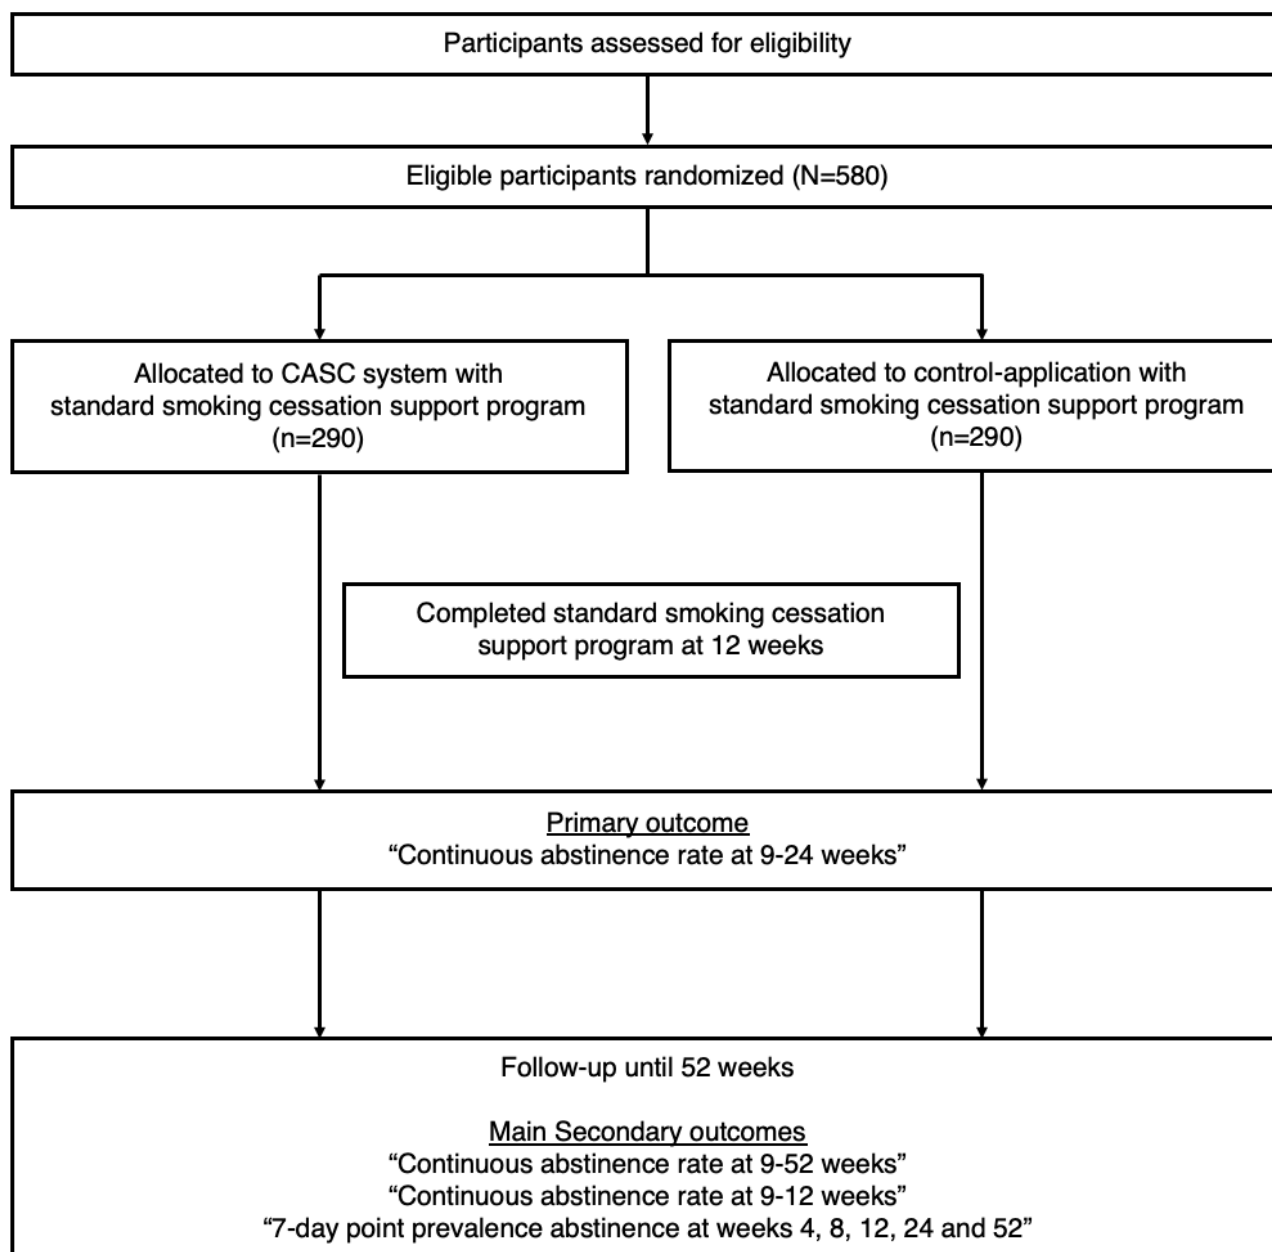 Participants assessed for eligibility
Eligible participants randomized (N=580)
Allocated to CASC system with
standard smoking cessation support program
(n=290)
Allocated to control-application with
standard smoking cessation support program
(n=290)
Completed standard smoking cessation
support program at 12 weeks
Primary outcome
“Continuous abstinence rate at 9-24 weeks”
Follow-up until 52 weeks
Main Secondary outcomes
“Continuous abstinence rate at 9-52 weeks”
“Continuous abstinence rate at 9-12 weeks”
“7-day point prevalence abstinence at weeks 4, 8, 12, 24 and 52”